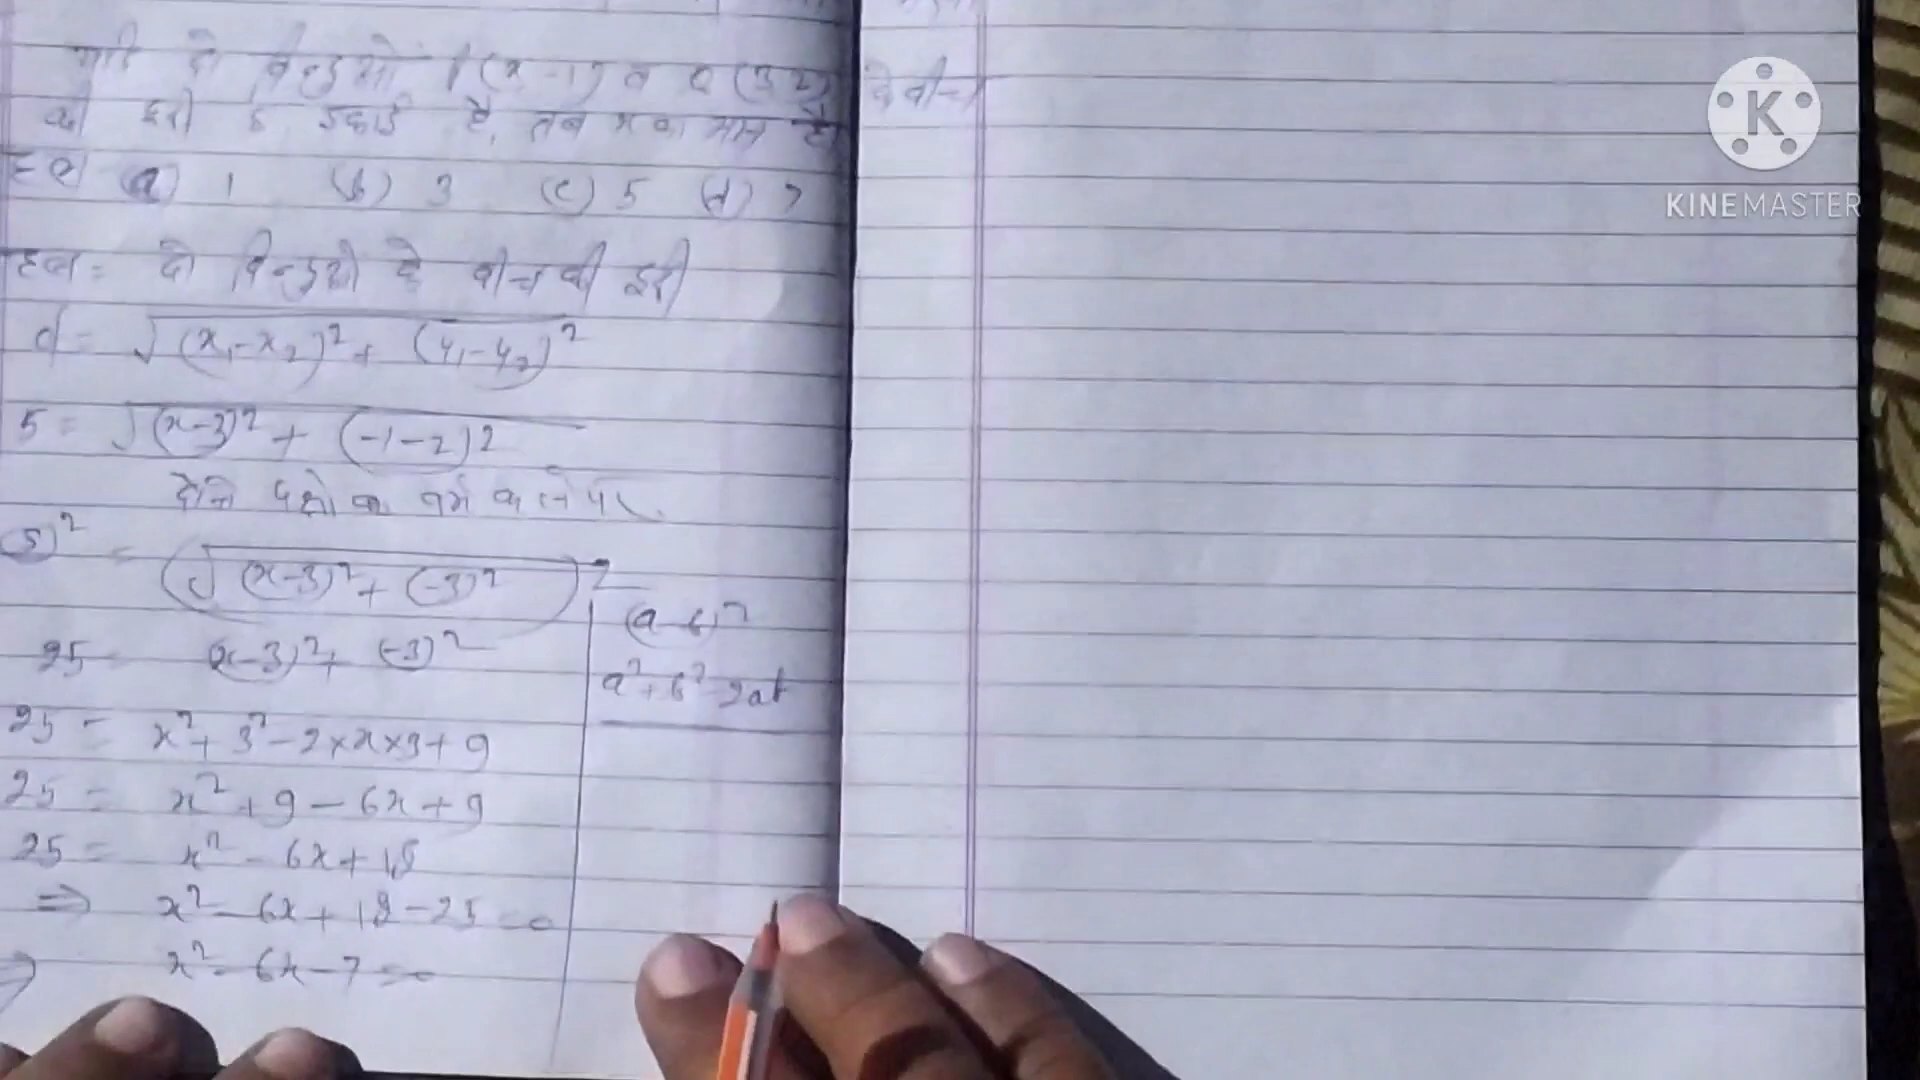 यदि दो बिन्दुओं P(x -1) व Q (3 2) के बीच
की दूरी 5 इकाई है, तब x का मान है
(a) 1 (b) 3 (c) 5 (d) 7
हल = दो बिन्दुओ के बीच की दूरी
d = √(x₁-x₂)² + (y₁-y₂)²
5 = √(x-3)² + (-1-2)2
दोनो पक्षो का वर्ग करने पर
(5)² = (√(x-3)² + (-3)²)2
(a-b)²
25 = (x-3)² + (-3)²
a² + b² - 2ab
25 = x² + 3² - 2×x×3 + 9
25 = x² + 9 - 6x + 9
25 = x² - 6x + 18
⇒ x² - 6x + 18 - 25 = 0
⇒ x² - 6x - 7 = 0
K
KINEMASTER